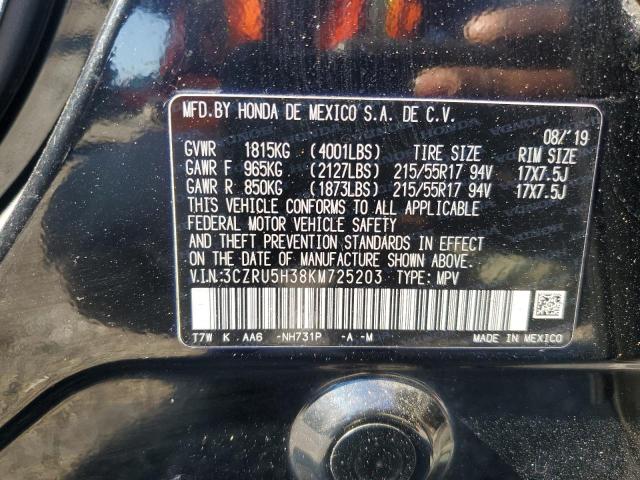 MFD.BY HONDA DE MEXICO S.A. DE C.V.
08/'19
GVWR 1815KG (4001LBS) TIRE SIZE RIM SIZE
GAWR F 965KG (2127LBS) 215/55R17 94V 17X7.5J
GAWR R 850KG (1873LBS) 215/55R17 94V 17X7.5J
THIS VEHICLE CONFORMS TO ALL APPLICABLE
FEDERAL MOTOR VEHICLE SAFETY
AND THEFT PREVENTION STANDARDS IN EFFECT
ON THE DATE OF MANUFACTURE SHOWN ABOVE.
V.I.N.:3CZRU5H38KM725203 TYPE: MPV
T7W K AA6 -NH731P -A -M MADE IN MEXICO